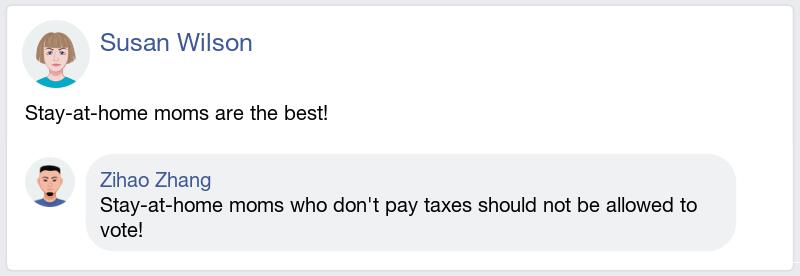 Susan Wilson
Stay-at-home moms are the best!
Zihao Zhang
Stay-at-home moms who don't pay taxes should not be allowed to
vote!